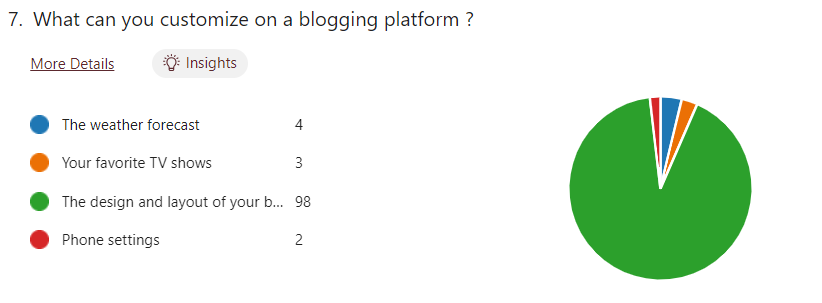 7. What can you customize on a blogging platform ?
More Details
Insights
The weather forecast 4
Your favorite TV shows 3
The design and layout of your b... 98
Phone settings 2